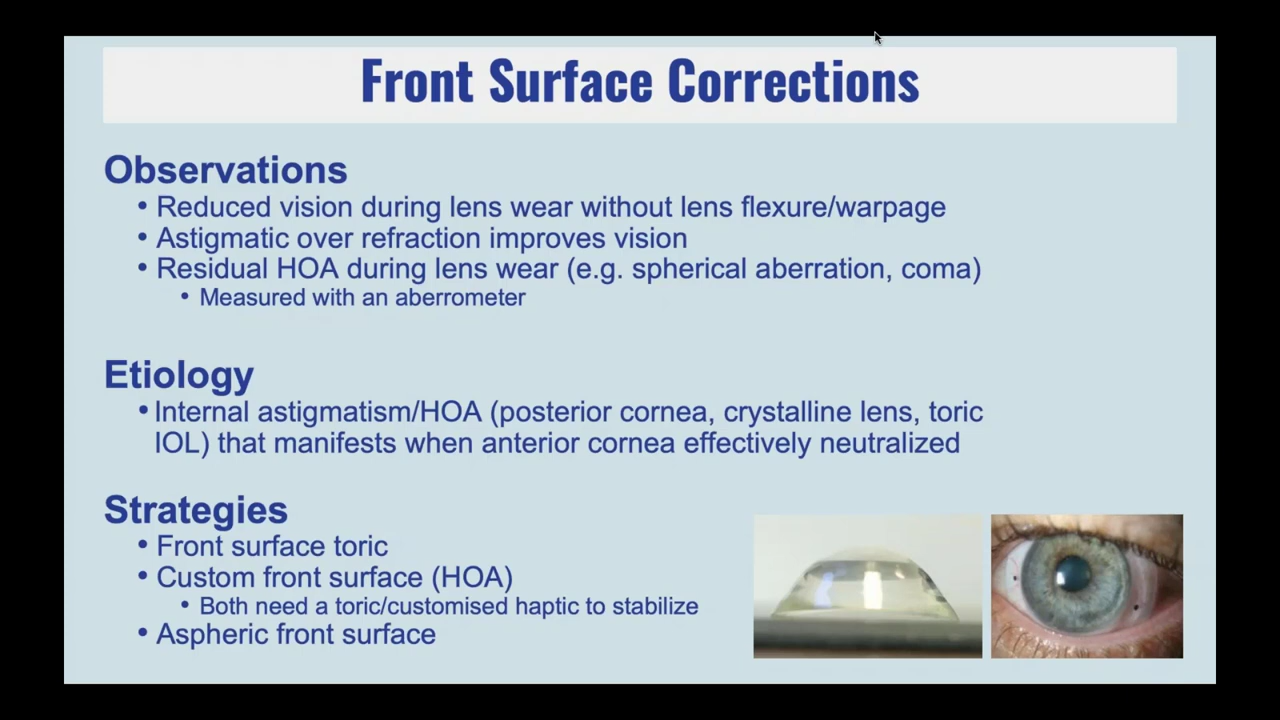 Front Surface Corrections
Observations
• Reduced vision during lens wear without lens flexure/warpage
• Astigmatic over refraction improves vision
• Residual HOA during lens wear (e.g. spherical aberration, coma)
• Measured with an aberrometer
Etiology
• Internal astigmatism/HOA (posterior cornea, crystalline lens, toric
IOL) that manifests when anterior cornea effectively neutralized
Strategies
• Front surface toric
• Custom front surface (HOA)
• Both need a toric/customised haptic to stabilize
• Aspheric front surface